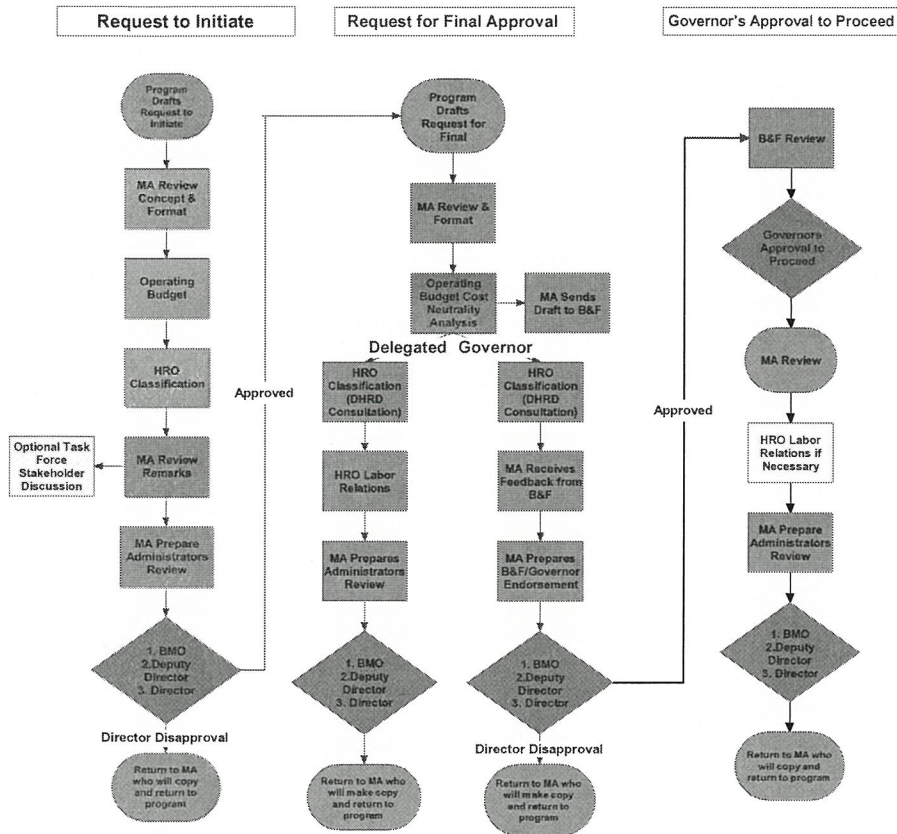 Request to Initiate
Program
Drafts
Request to
Initiate
MA Review
Concept &
Format
Operating
Budget
HRO
Classification
MA Review
Remarks
Optional Task
Force
Stakeholder
Discussion
MA Prepare
Administrators
Review
1. BMO
2.Deputy
Director
3. Director
Director Disapproval
Return to MA
who will copy
and return to
program
Approved
Request for Final Approval
Program
Drafts
Request for
Final
MA Review &
Format
Operating
Budget Cost
Neutrality
Analysis
MA Sends
Draft to B&F
Delegated Governor
HRO
Classification
(DHRD
Consultation)
HRO Labor
Relations
MA Prepares
Administrators
Review
1. BMO
2.Deputy
Director
3. Director
Return to MA who
will make copy
and return to
program
HRO
Classification
(DHRD
Consultation)
MA Receives
Feedback from
B&F
MA Prepares
B&F/Governor
Endorsement
1. BMO
2.Deputy
Director
3. Director
Director Disapproval
Return to MA who
will make copy
and return to
program
Approved
Governor's Approval to Proceed
B&F Review
Governors
Approval to
Proceed
MA Review
HRO Labor
Relations if
Necessary
MA Prepare
Administrators
Review
1. BMO
2.Deputy
Director
3. Director
Return to MA who
will copy and
return to program